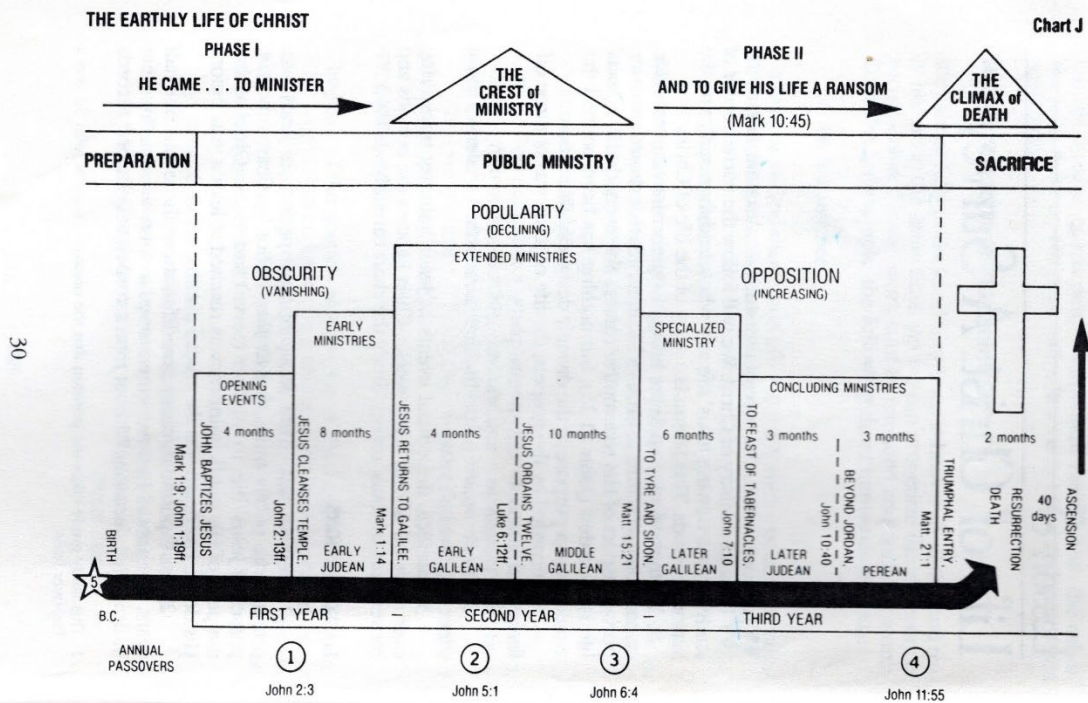 THE EARTHLY LIFE OF CHRIST
Chart J
PHASE I
HE CAME . . . TO MINISTER
THE
CREST of
MINISTRY
PHASE II
AND TO GIVE HIS LIFE A RANSOM
(Mark 10:45)
THE
CLIMAX of
DEATH
PREPARATION
PUBLIC MINISTRY
SACRIFICE
POPULARITY
(DECLINING)
EXTENDED MINISTRIES
OBSCURITY
(VANISHING)
OPPOSITION
(INCREASING)
EARLY
MINISTRIES
SPECIALIZED
MINISTRY
OPENING
EVENTS
CONCLUDING MINISTRIES
4 months
8 months
4 months
10 months
6 months
3 months
3 months
2 months
BIRTH
Mark 1:9; John 1:19ff.
JOHN BAPTIZES JESUS
John 2:13ff.
JESUS CLEANSES TEMPLE,
Mark 1:14
JESUS RETURNS TO GALILEE,
Luke 6:12ff.
JESUS ORDAINS TWELVE,
Matt 15:21
TO TYRE AND SIDON,
John 7:10
TO FEAST OF TABERNACLES,
John 10:40
BEYOND JORDAN,
Matt 21:1
TRIUMPHAL ENTRY,
DEATH
RESURRECTION
40
days
ASCENSION
EARLY
JUDEAN
EARLY
GALILEAN
MIDDLE
GALILEAN
LATER
GALILEAN
LATER
JUDEAN
PEREAN
5
B.C.
FIRST YEAR — SECOND YEAR — THIRD YEAR
ANNUAL
PASSOVERS
1
John 2:3
2
John 5:1
3
John 6:4
4
John 11:55
30